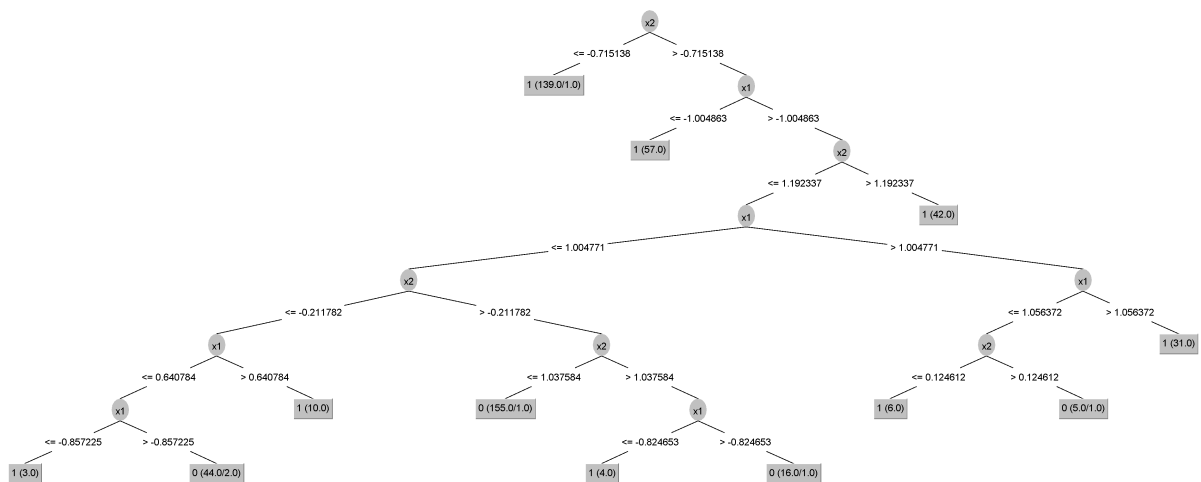 x2
<= -0.715138 > -0.715138
1 (139.0/1.0) x1
<= -1.004863 > -1.004863
1 (57.0) x2
<= 1.192337 > 1.192337
x1 1 (42.0)
<= 1.004771 > 1.004771
x2 x1
<= -0.211782 > -0.211782 <= 1.056372 > 1.056372
x1 x2 x2 1 (31.0)
<= 0.640784 > 0.640784 <= 1.037584 > 1.037584 <= 0.124612 > 0.124612
x1 1 (10.0) 0 (155.0/1.0) x1 1 (6.0) 0 (5.0/1.0)
<= -0.857225 > -0.857225 <= -0.824653 > -0.824653
1 (3.0) 0 (44.0/2.0) 1 (4.0) 0 (16.0/1.0)